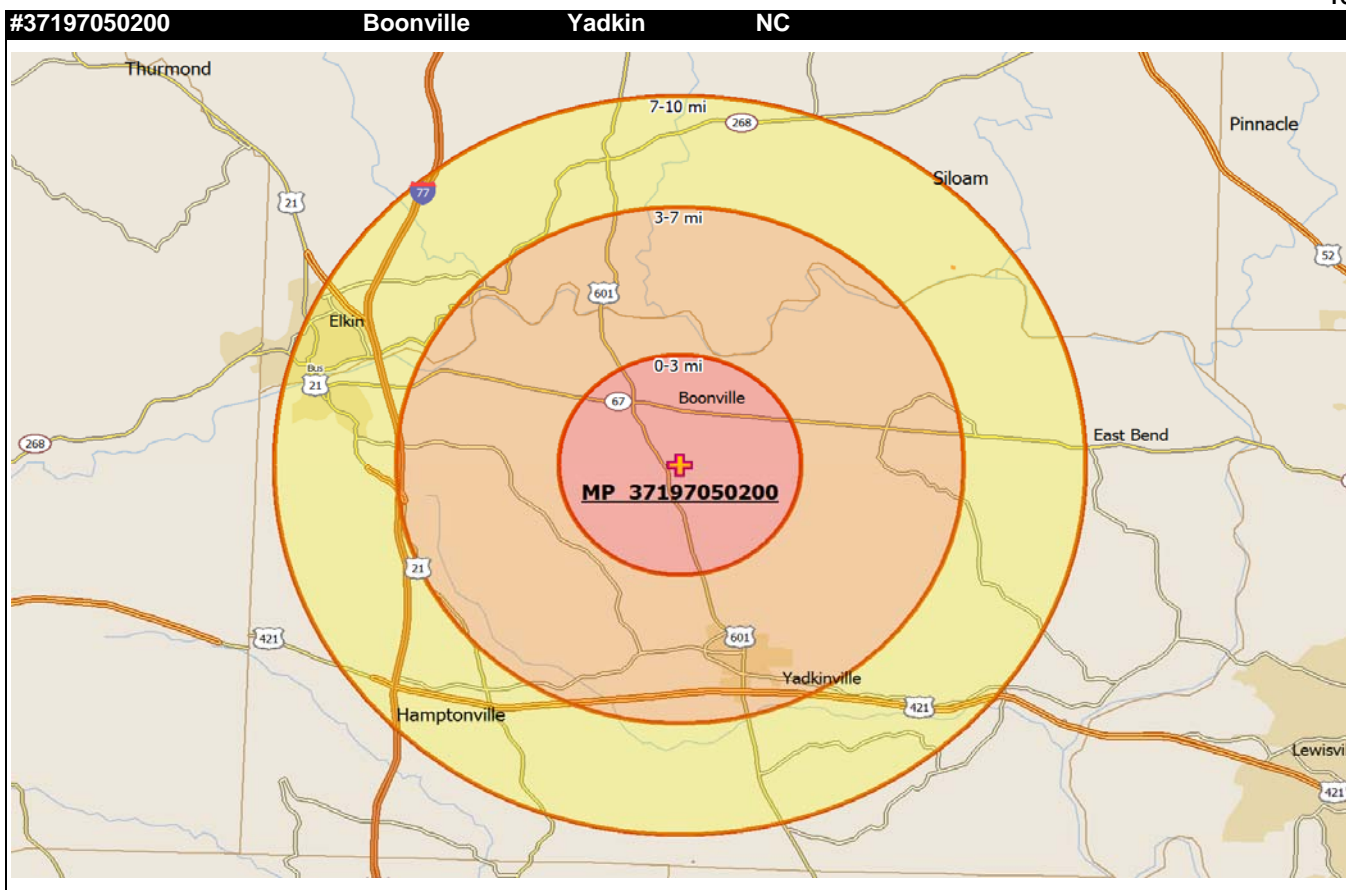 #37197050200 Boonville Yadkin NC
Thurmond
7-10 mi
268
Pinnacle
Siloam
77
21
3-7 mi
52
601
Elkin
0-3 mi
Bus
21
67
Boonville
268
East Bend
MP 37197050200
21
421
601
Yadkinville
421
Hamptonville
Lewisvi
421